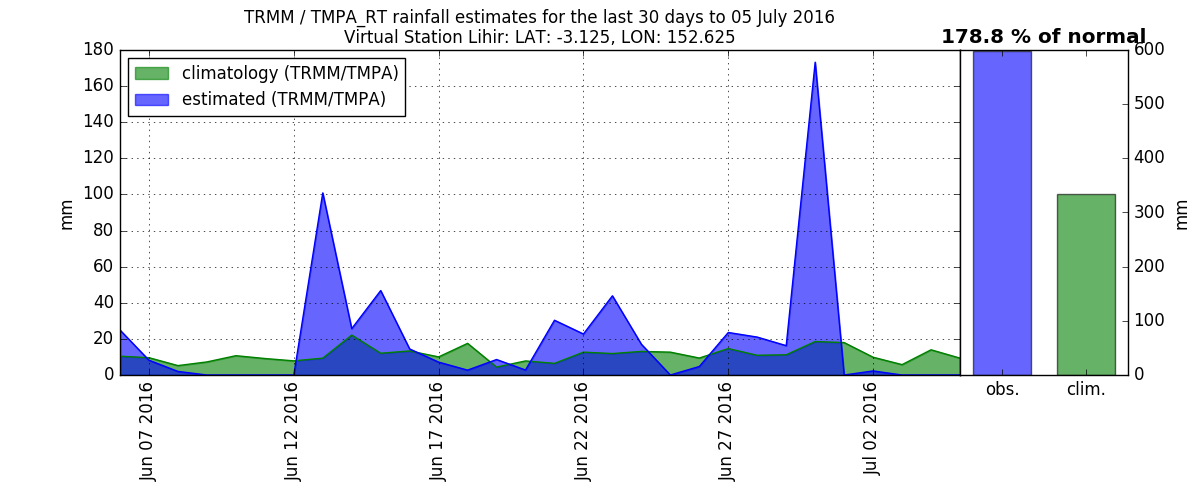 TRMM / TMPA_RT rainfall estimates for the last 30 days to 05 July 2016
Virtual Station Lihir: LAT: -3.125, LON: 152.625
178.8 % of normal
climatology (TRMM/TMPA)
estimated (TRMM/TMPA)
mm
180
160
140
120
100
80
60
40
20
0
Jun 07 2016
Jun 12 2016
Jun 17 2016
Jun 22 2016
Jun 27 2016
Jul 02 2016
obs.
clim.
600
500
400
300
200
100
0
mm